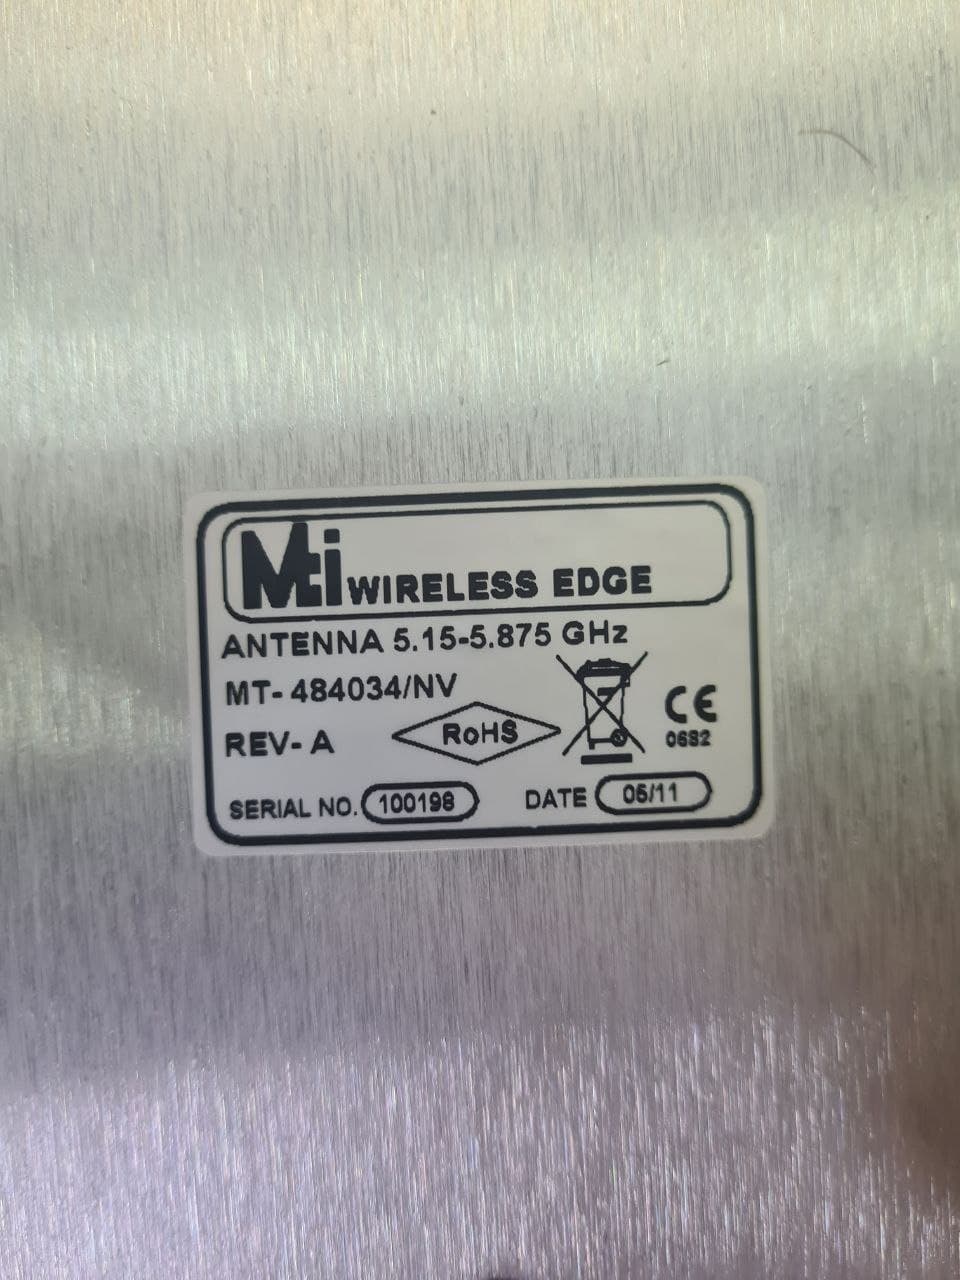 Mti WIRELESS EDGE
ANTENNA 5.15-5.875 GHz
MT- 484034/NV
REV- A
RoHS
CE
0682
SERIAL NO. 100198
DATE 05/11